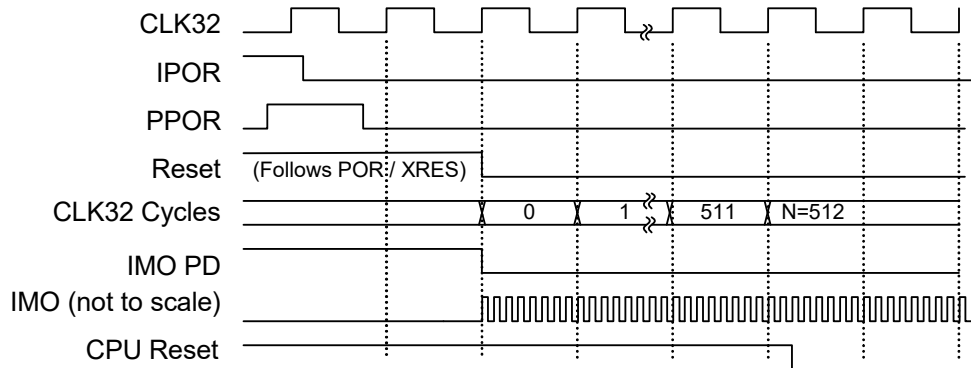 CLK32
IPOR
PPOR
Reset (Follows POR / XRES)
CLK32 Cycles 0 1 511 N=512
IMO PD
IMO (not to scale)
CPU Reset